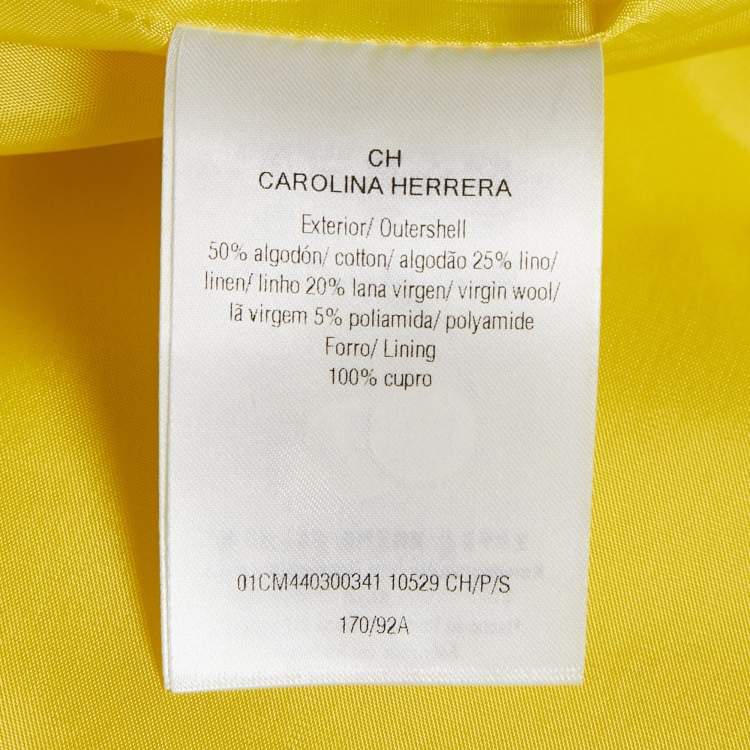 CH
CAROLINA HERRERA
Exterior/ Outershell
50% algodón/ cotton/ algodão 25% lino/
linen/ linho 20% lana virgen/ virgin wool/
lã virgem 5% poliamida/ polyamide
Forro/ Lining
100% cupro
01CM440300341 10529 CH/P/S
170/92A